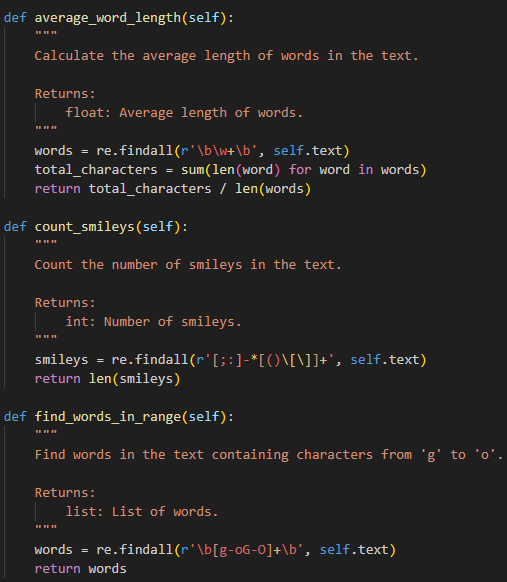 def average_word_length(self):
    """
    Calculate the average length of words in the text.

    Returns:
        float: Average length of words.
    """
    words = re.findall(r'\b\w+\b', self.text)
    total_characters = sum(len(word) for word in words)
    return total_characters / len(words)

def count_smileys(self):
    """
    Count the number of smileys in the text.

    Returns:
        int: Number of smileys.
    """
    smileys = re.findall(r'[;:]-*[()\[\]]+', self.text)
    return len(smileys)

def find_words_in_range(self):
    """
    Find words in the text containing characters from 'g' to 'o'.

    Returns:
        list: List of words.
    """
    words = re.findall(r'\b[g-oG-O]+\b', self.text)
    return words